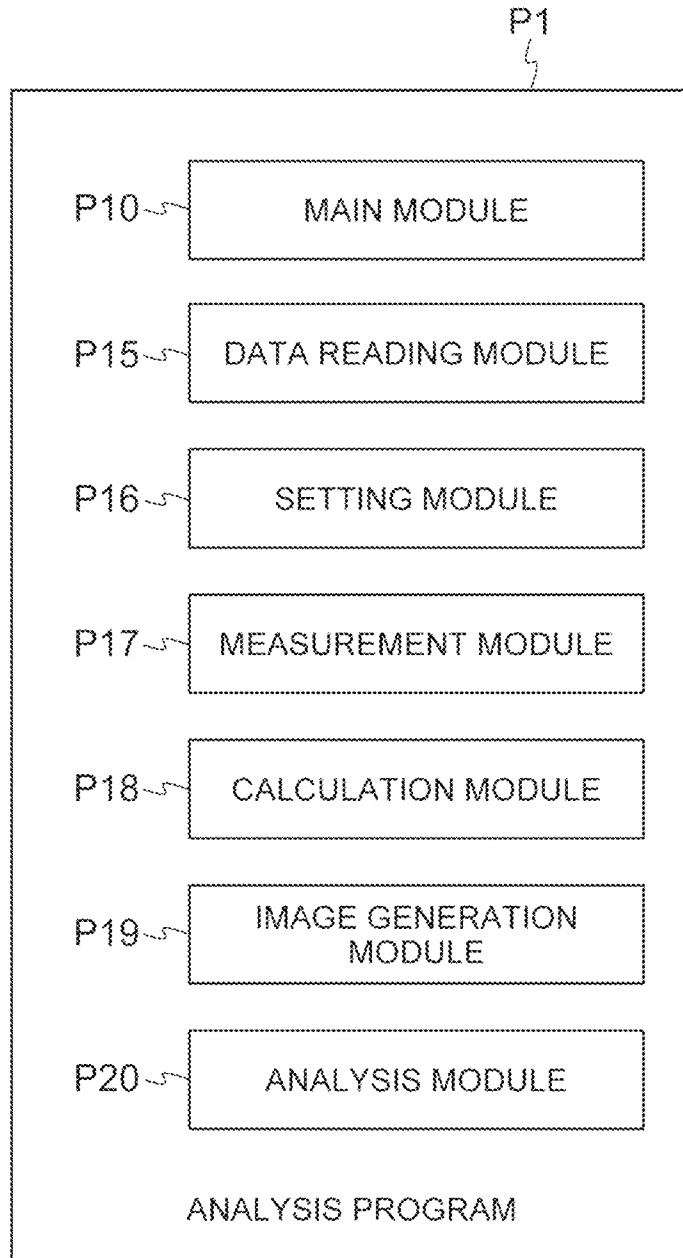 P1
P10 MAIN MODULE
P15 DATA READING MODULE
P16 SETTING MODULE
P17 MEASUREMENT MODULE
P18 CALCULATION MODULE
P19 IMAGE GENERATION
MODULE
P20 ANALYSIS MODULE
ANALYSIS PROGRAM